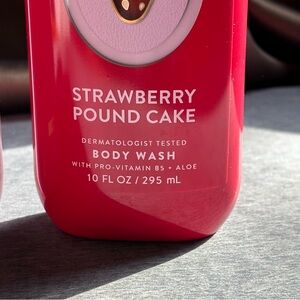 STRAWBERRY
POUND CAKE
DERMATOLOGIST TESTED
BODY WASH
WITH PRO-VITAMIN B5 • ALOE
10 FL OZ / 295 mL